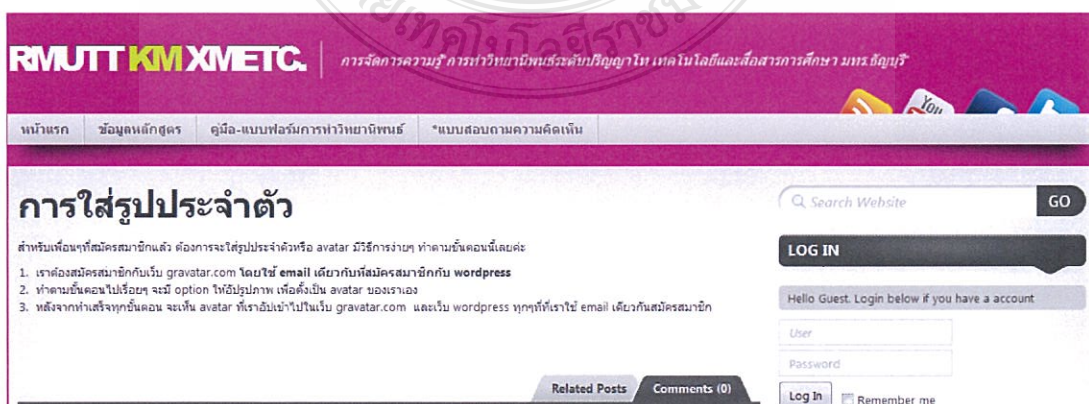 RMUTT KM XMETC. การจัดการความรู้ การทำวิทยานิพนธ์ระดับปริญญาโท เทคโนโลยีและสื่อสารการศึกษา มทร.ธัญบุรี
หน้าแรก ข้อมูลหลักสูตร คู่มือ-แบบฟอร์มการทำวิทยานิพนธ์ *แบบสอบถามความคิดเห็น
You
การใส่รูปประจำตัว
Search Website GO
สำหรับเพื่อนๆที่สมัครสมาชิกแล้ว ต้องการจะใส่รูปประจำตัวหรือ avatar มีวิธีการง่ายๆ ทำตามขั้นตอนนี้เลยค่ะ
1. เราต้องสมัครสมาชิกกับเว็บ gravatar.com โดยใช้ email เดียวกับที่สมัครสมาชิกกับ wordpress
2. ทำตามขั้นตอนไปเรื่อยๆ จะมี option ให้อัปรูปภาพ เพื่อตั้งเป็น avatar ของเราเอง
3. หลังจากทำเสร็จทุกขั้นตอน จะเห็น avatar ที่เราอัปเข้าไปในเว็บ gravatar.com และเว็บ wordpress ทุกๆที่ที่เราใช้ email เดียวกันสมัครสมาชิก
LOG IN
Hello Guest. Login below if you have a account
User
Password
Log In Remember me
Related Posts Comments (0)